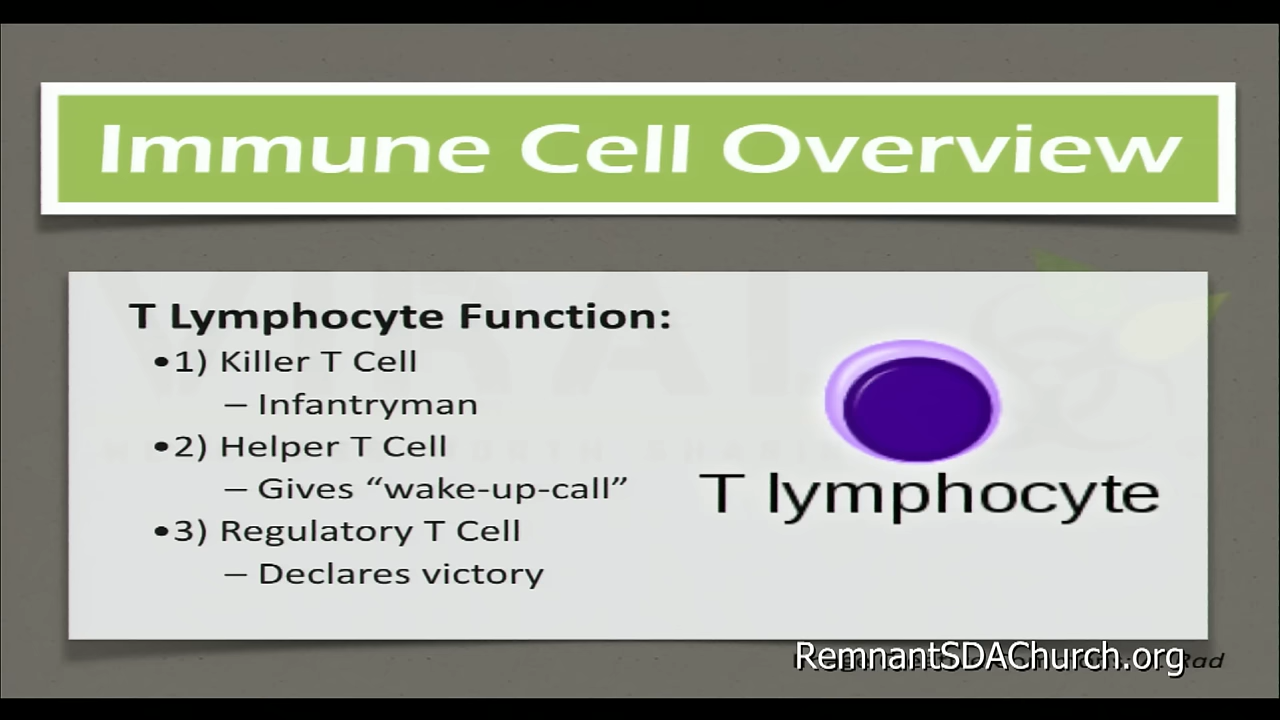 Immune Cell Overview
T Lymphocyte Function:
•1) Killer T Cell
– Infantryman
•2) Helper T Cell
– Gives “wake-up-call”
•3) Regulatory T Cell
– Declares victory
T lymphocyte
RemnantSDAChurch.org
Rad